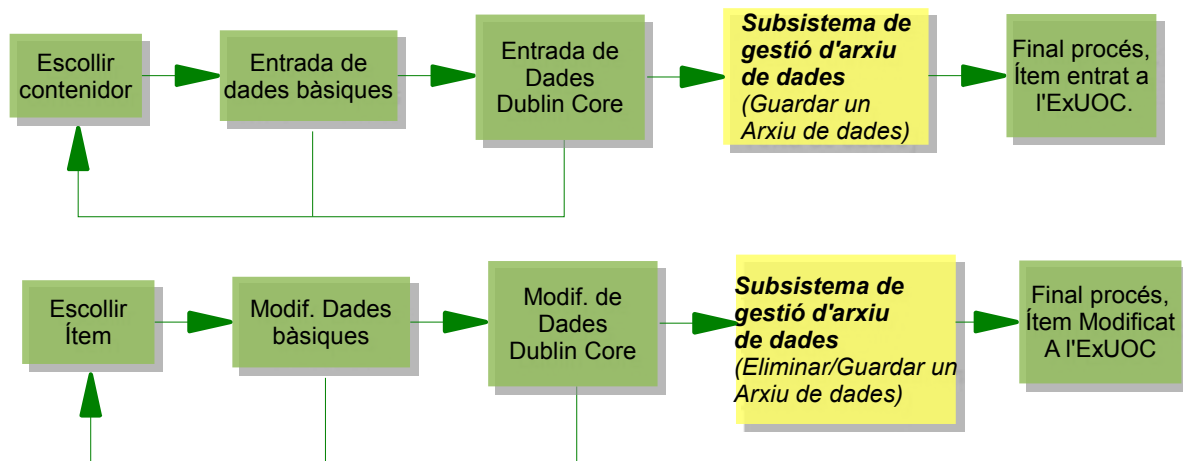 Escollir
contenidor
Entrada de
dades bàsiques
Entrada de
Dades
Dublin Core
Subsistema de
gestió d'arxiu
de dades
(Guardar un
Arxiu de dades)
Final procés,
Ítem entrat a
l'ExUOC.
Escollir
Ítem
Modif. Dades
bàsiques
Modif. de
Dades
Dublin Core
Subsistema de
gestió d'arxiu
de dades
(Eliminar/Guardar un
Arxiu de dades)
Final procés,
Ítem Modificat
A l'ExUOC